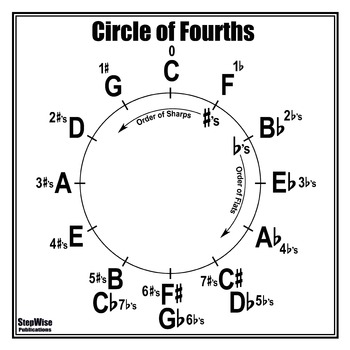 Circle of Fourths
0
C
1♭
F
2♭'s
B♭
E♭ 3♭'s
A♭
4♭'s
7♯'s C♯
D♭ 5♭'s
6♯'s F♯
G♭ 6♭'s
5♯'s
B
C♭ 7♭'s
4♯'s
E
3♯'s A
2♯'s
D
1♯
G
Order of Sharps
♯'s
♭'s
Order of Flats
StepWise
Publications